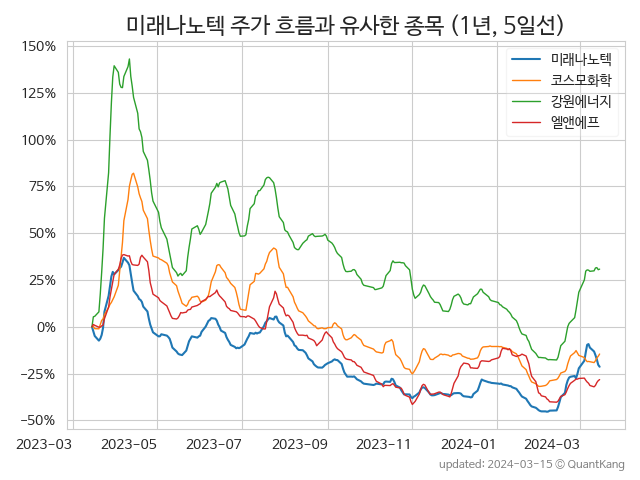 미래나노텍 주가 흐름과 유사한 종목 (1년, 5일선)
150%
125%
100%
75%
50%
25%
0%
−25%
−50%
미래나노텍
코스모화학
강원에너지
엘앤에프
2023-03 2023-05 2023-07 2023-09 2023-11 2024-01 2024-03
updated: 2024-03-15 © QuantKang